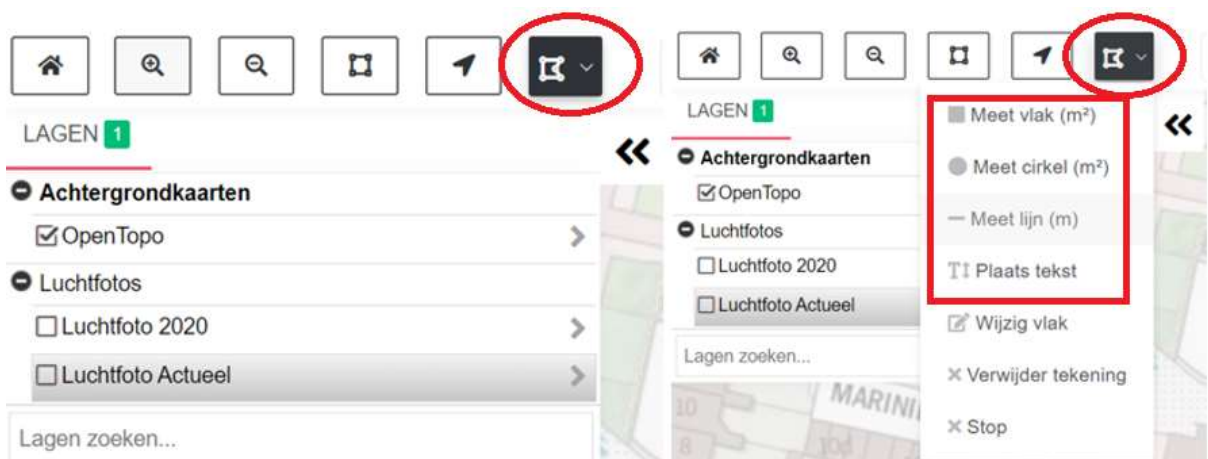 LAGEN 1
Achtergrondkaarten
OpenTopo
Luchtfotos
Luchtfoto 2020
Luchtfoto Actueel
Lagen zoeken...
LAGEN 1
Achtergrondkaarten
OpenTopo
Luchtfotos
Luchtfoto 2020
Luchtfoto Actueel
Lagen zoeken...
Meet vlak (m²)
Meet cirkel (m²)
Meet lijn (m)
Plaats tekst
Wijzig vlak
Verwijder tekening
Stop
MARINI
10
8
10d